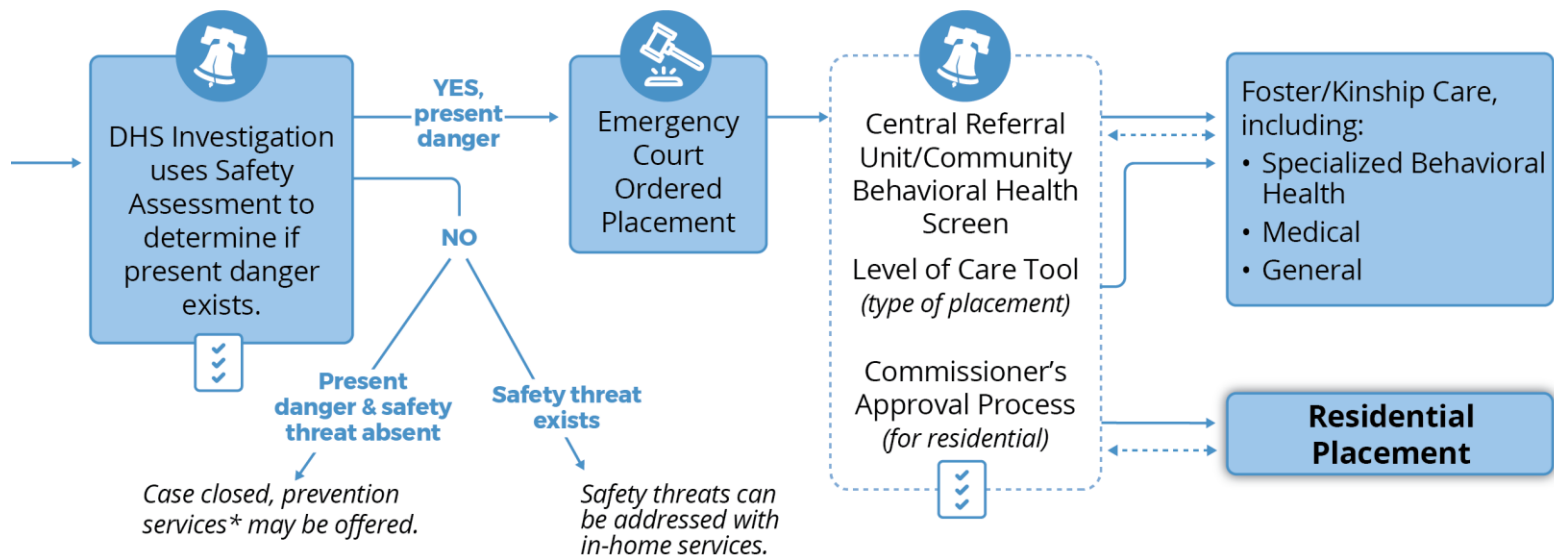 DHS Investigation
uses Safety
Assessment to
determine if
present danger
exists.
YES,
present
danger
NO
Present
danger & safety
threat absent
Safety threat
exists
Case closed, prevention
services* may be offered.
Safety threats can
be addressed with
in-home services.
Emergency
Court
Ordered
Placement
Central Referral
Unit/Community
Behavioral Health
Screen
Level of Care Tool
(type of placement)
Commissioner’s
Approval Process
(for residential)
Foster/Kinship Care,
including:
• Specialized Behavioral
Health
• Medical
• General
Residential
Placement